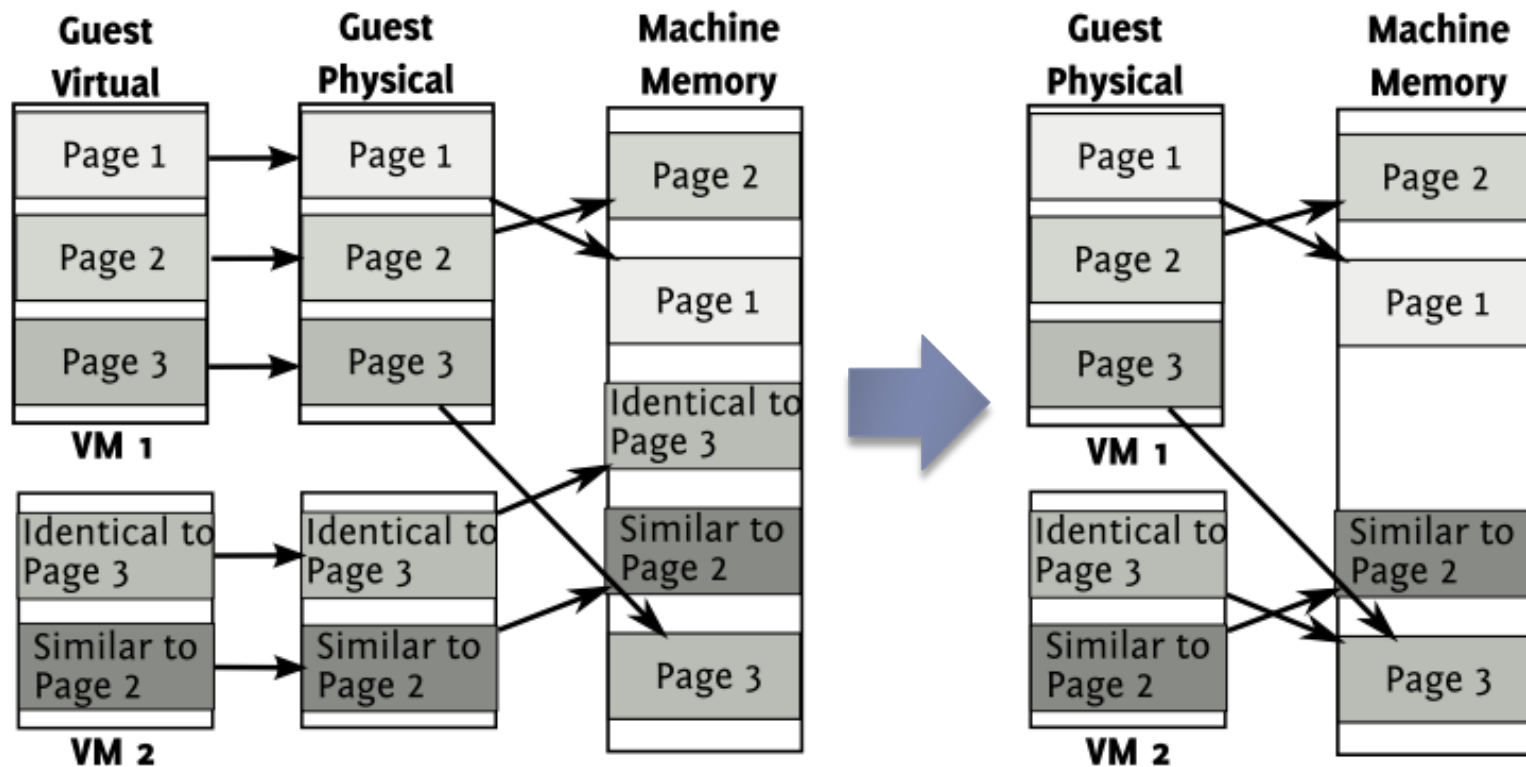 Guest
Virtual
Page 1
Page 2
Page 3
VM 1
Identical to
Page 3
Similar to
Page 2
VM 2
Guest
Physical
Page 1
Page 2
Page 3
Identical to
Page 3
Similar to
Page 2
Machine
Memory
Page 2
Page 1
Identical to
Page 3
Similar to
Page 2
Page 3
Guest
Physical
Page 1
Page 2
Page 3
VM 1
Identical to
Page 3
Similar to
Page 2
VM 2
Machine
Memory
Page 2
Page 1
Similar to
Page 2
Page 3